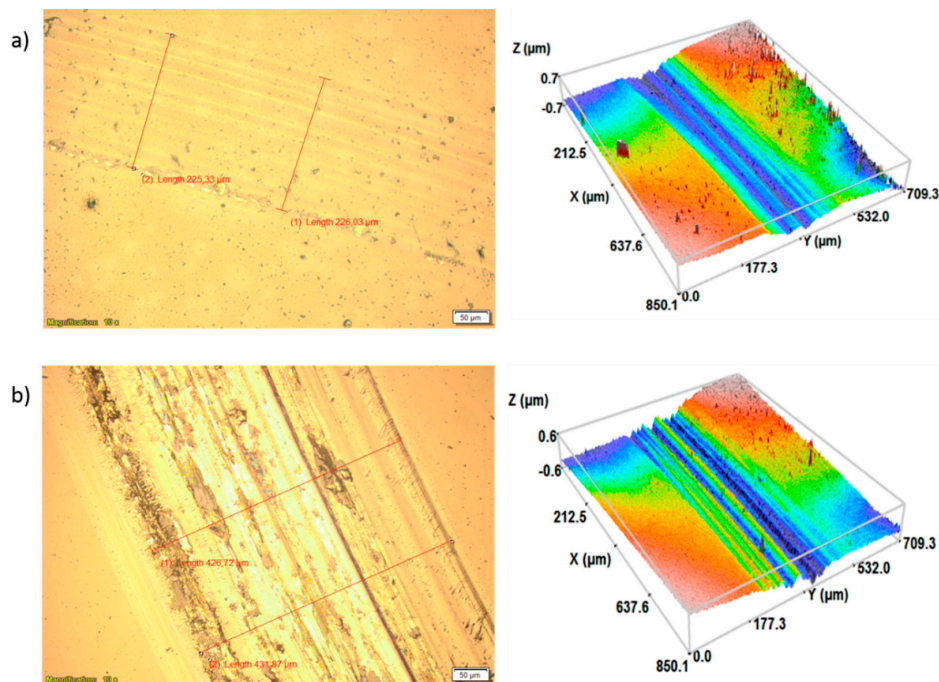 a)
(2) Length 225,33 µm
(1) Length 226,03 µm
Magnification: 10 x
50 µm
Z (µm)
0.7
-0.7
212.5
X (µm)
637.6
850.1
0.0
177.3
Y (µm)
532.0
709.3
b)
(1) Length 426,72 µm
(2) Length 431,87 µm
Magnification: 10 x
50 µm
Z (µm)
0.6
-0.6
212.5
X (µm)
637.6
850.1
0.0
177.3
Y (µm)
532.0
709.3